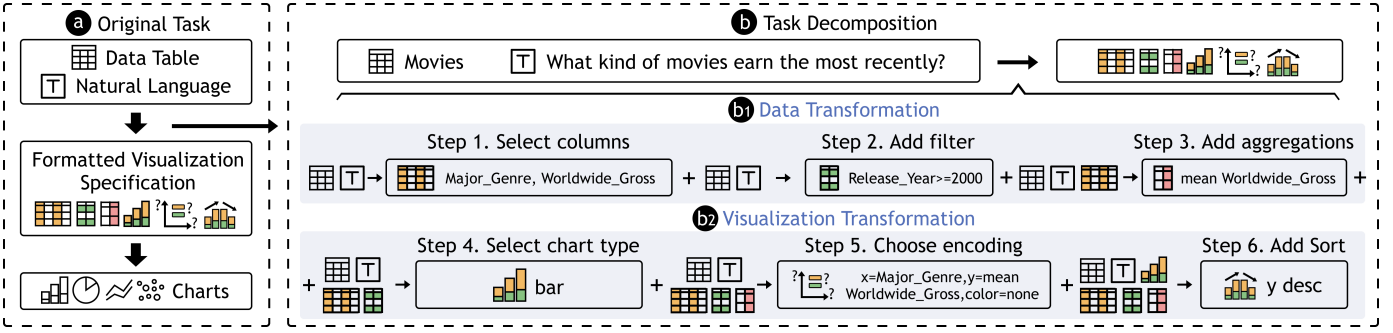 a Original Task
Data Table
T Natural Language
Formatted Visualization
Specification
? ? ?
Charts
b Task Decomposition
Movies T What kind of movies earn the most recently?
? ? ?
b1 Data Transformation
Step 1. Select columns
T Major_Genre, Worldwide_Gross
Step 2. Add filter
+ T Release_Year>=2000
Step 3. Add aggregations
+ T mean Worldwide_Gross +
b2 Visualization Transformation
Step 4. Select chart type
+ T bar
Step 5. Choose encoding
+ T ? ? ? x=Major_Genre,y=mean
Worldwide_Gross,color=none
Step 6. Add Sort
+ T y desc